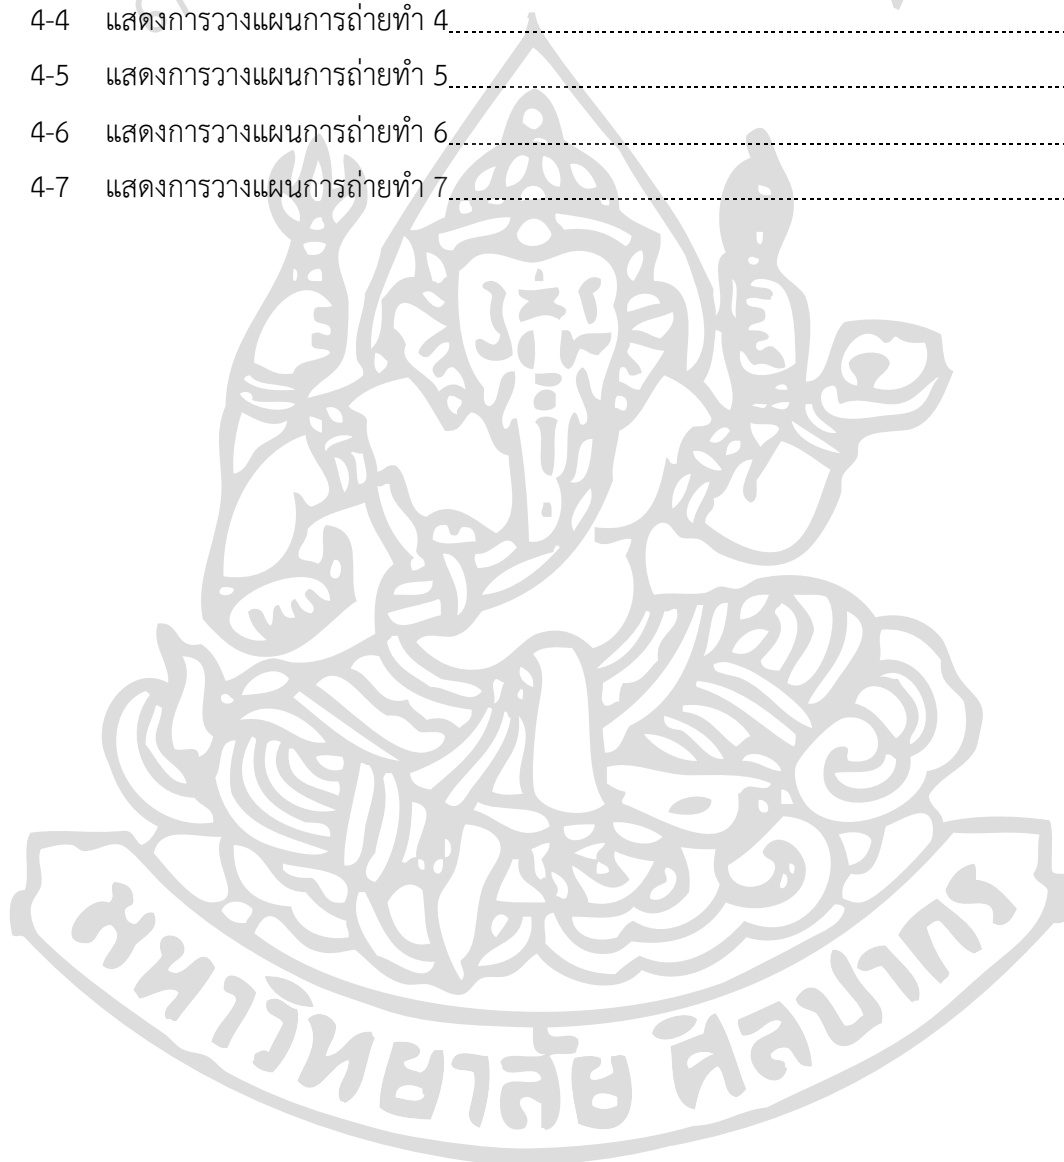 4-4 แสดงการวางแผนการถ่ายทำ 4
4-5 แสดงการวางแผนการถ่ายทำ 5
4-6 แสดงการวางแผนการถ่ายทำ 6
4-7 แสดงการวางแผนการถ่ายทำ 7
มหาวิทยาลัย ศิลปากร